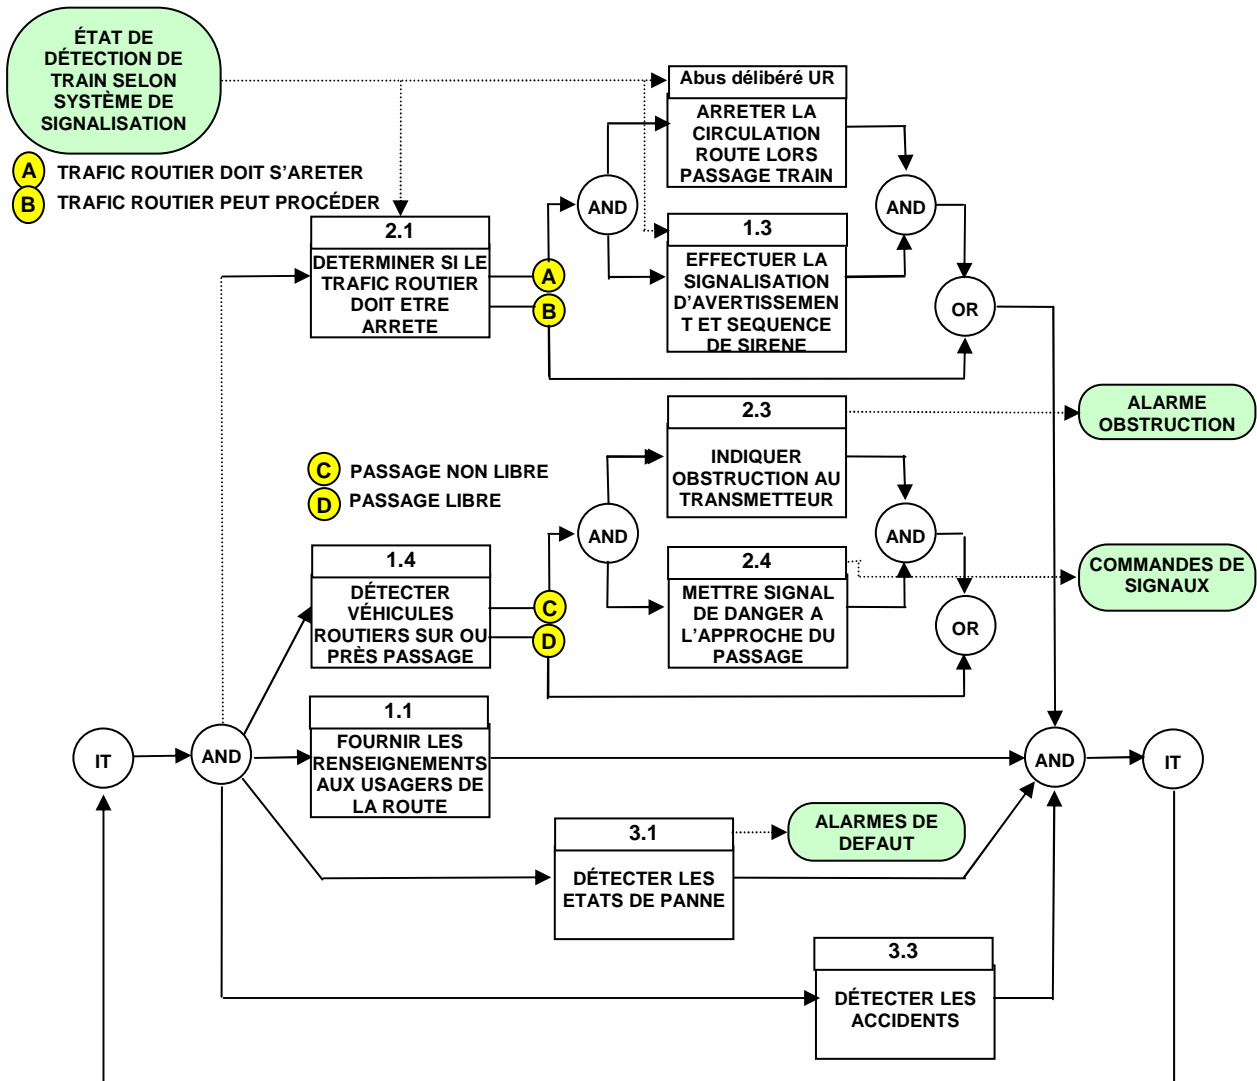 ÉTAT DE
DÉTECTION DE
TRAIN SELON
SYSTÈME DE
SIGNALISATION
A TRAFIC ROUTIER DOIT S'ARETER
B TRAFIC ROUTIER PEUT PROCÉDER
Abus délibéré UR
ARRETER LA
CIRCULATION
ROUTE LORS
PASSAGE TRAIN
AND
AND
2.1
DETERMINER SI LE
TRAFIC ROUTIER
DOIT ETRE
ARRETE
A
B
1.3
EFFECTUER LA
SIGNALISATION
D'AVERTISSEMEN
T ET SEQUENCE
DE SIRENE
OR
2.3
INDIQUER
OBSTRUCTION AU
TRANSMETTEUR
ALARME
OBSTRUCTION
C PASSAGE NON LIBRE
D PASSAGE LIBRE
AND
AND
1.4
DÉTECTER
VÉHICULES
ROUTIERS SUR OU
PRÈS PASSAGE
C
D
2.4
METTRE SIGNAL
DE DANGER A
L'APPROCHE DU
PASSAGE
COMMANDES DE
SIGNAUX
OR
IT
AND
1.1
FOURNIR LES
RENSEIGNEMENTS
AUX USAGERS DE
LA ROUTE
AND
IT
3.1
DÉTECTER LES
ETATS DE PANNE
ALARMES DE
DEFAUT
3.3
DÉTECTER LES
ACCIDENTS